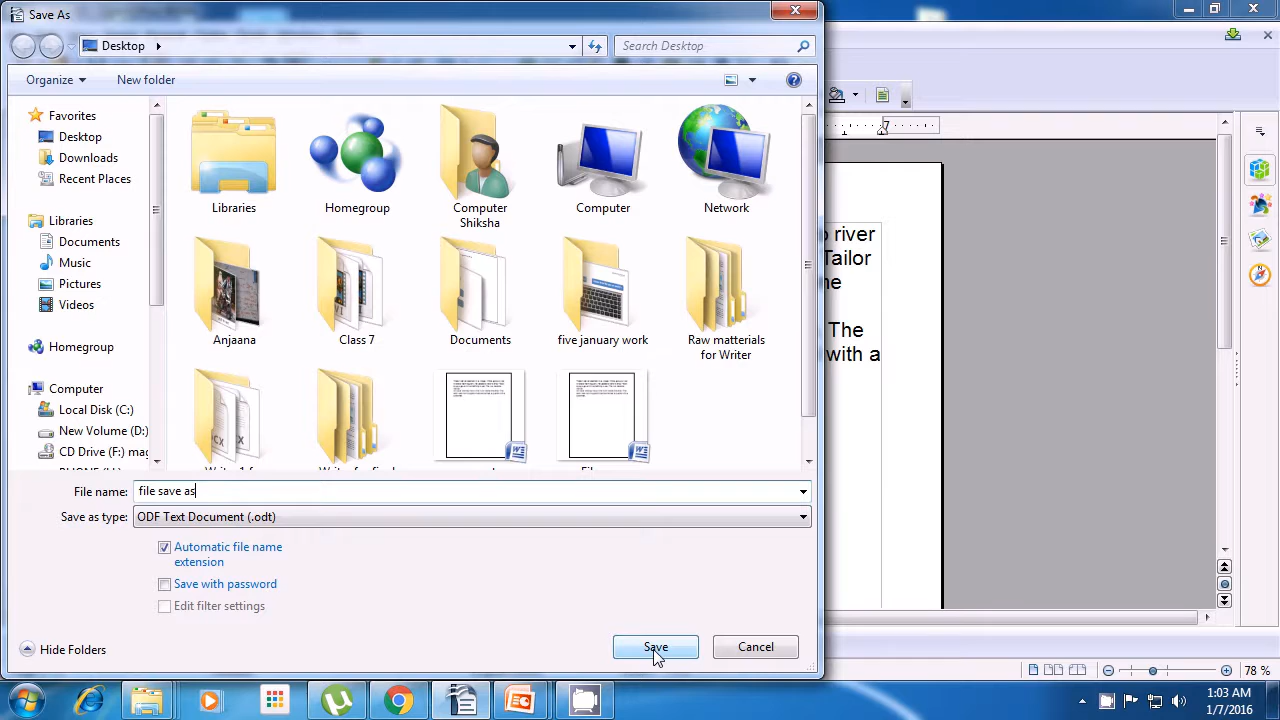 Save As
Desktop
Search Desktop
Organize
New folder
Favorites
Desktop
Downloads
Recent Places
Libraries
Documents
Music
Pictures
Videos
Homegroup
Computer
Local Disk (C:)
New Volume (D:)
CD Drive (F:) mag
Libraries
Homegroup
Computer
Shiksha
Computer
Network
Anjaana
Class 7
Documents
five january work
Raw matterials
for Writer
river
Tailor
The
with a
File name:
file save as
Save as type:
ODF Text Document (.odt)
Automatic file name
extension
Save with password
Edit filter settings
Hide Folders
Save
Cancel
78 %
1:03 AM
1/7/2016